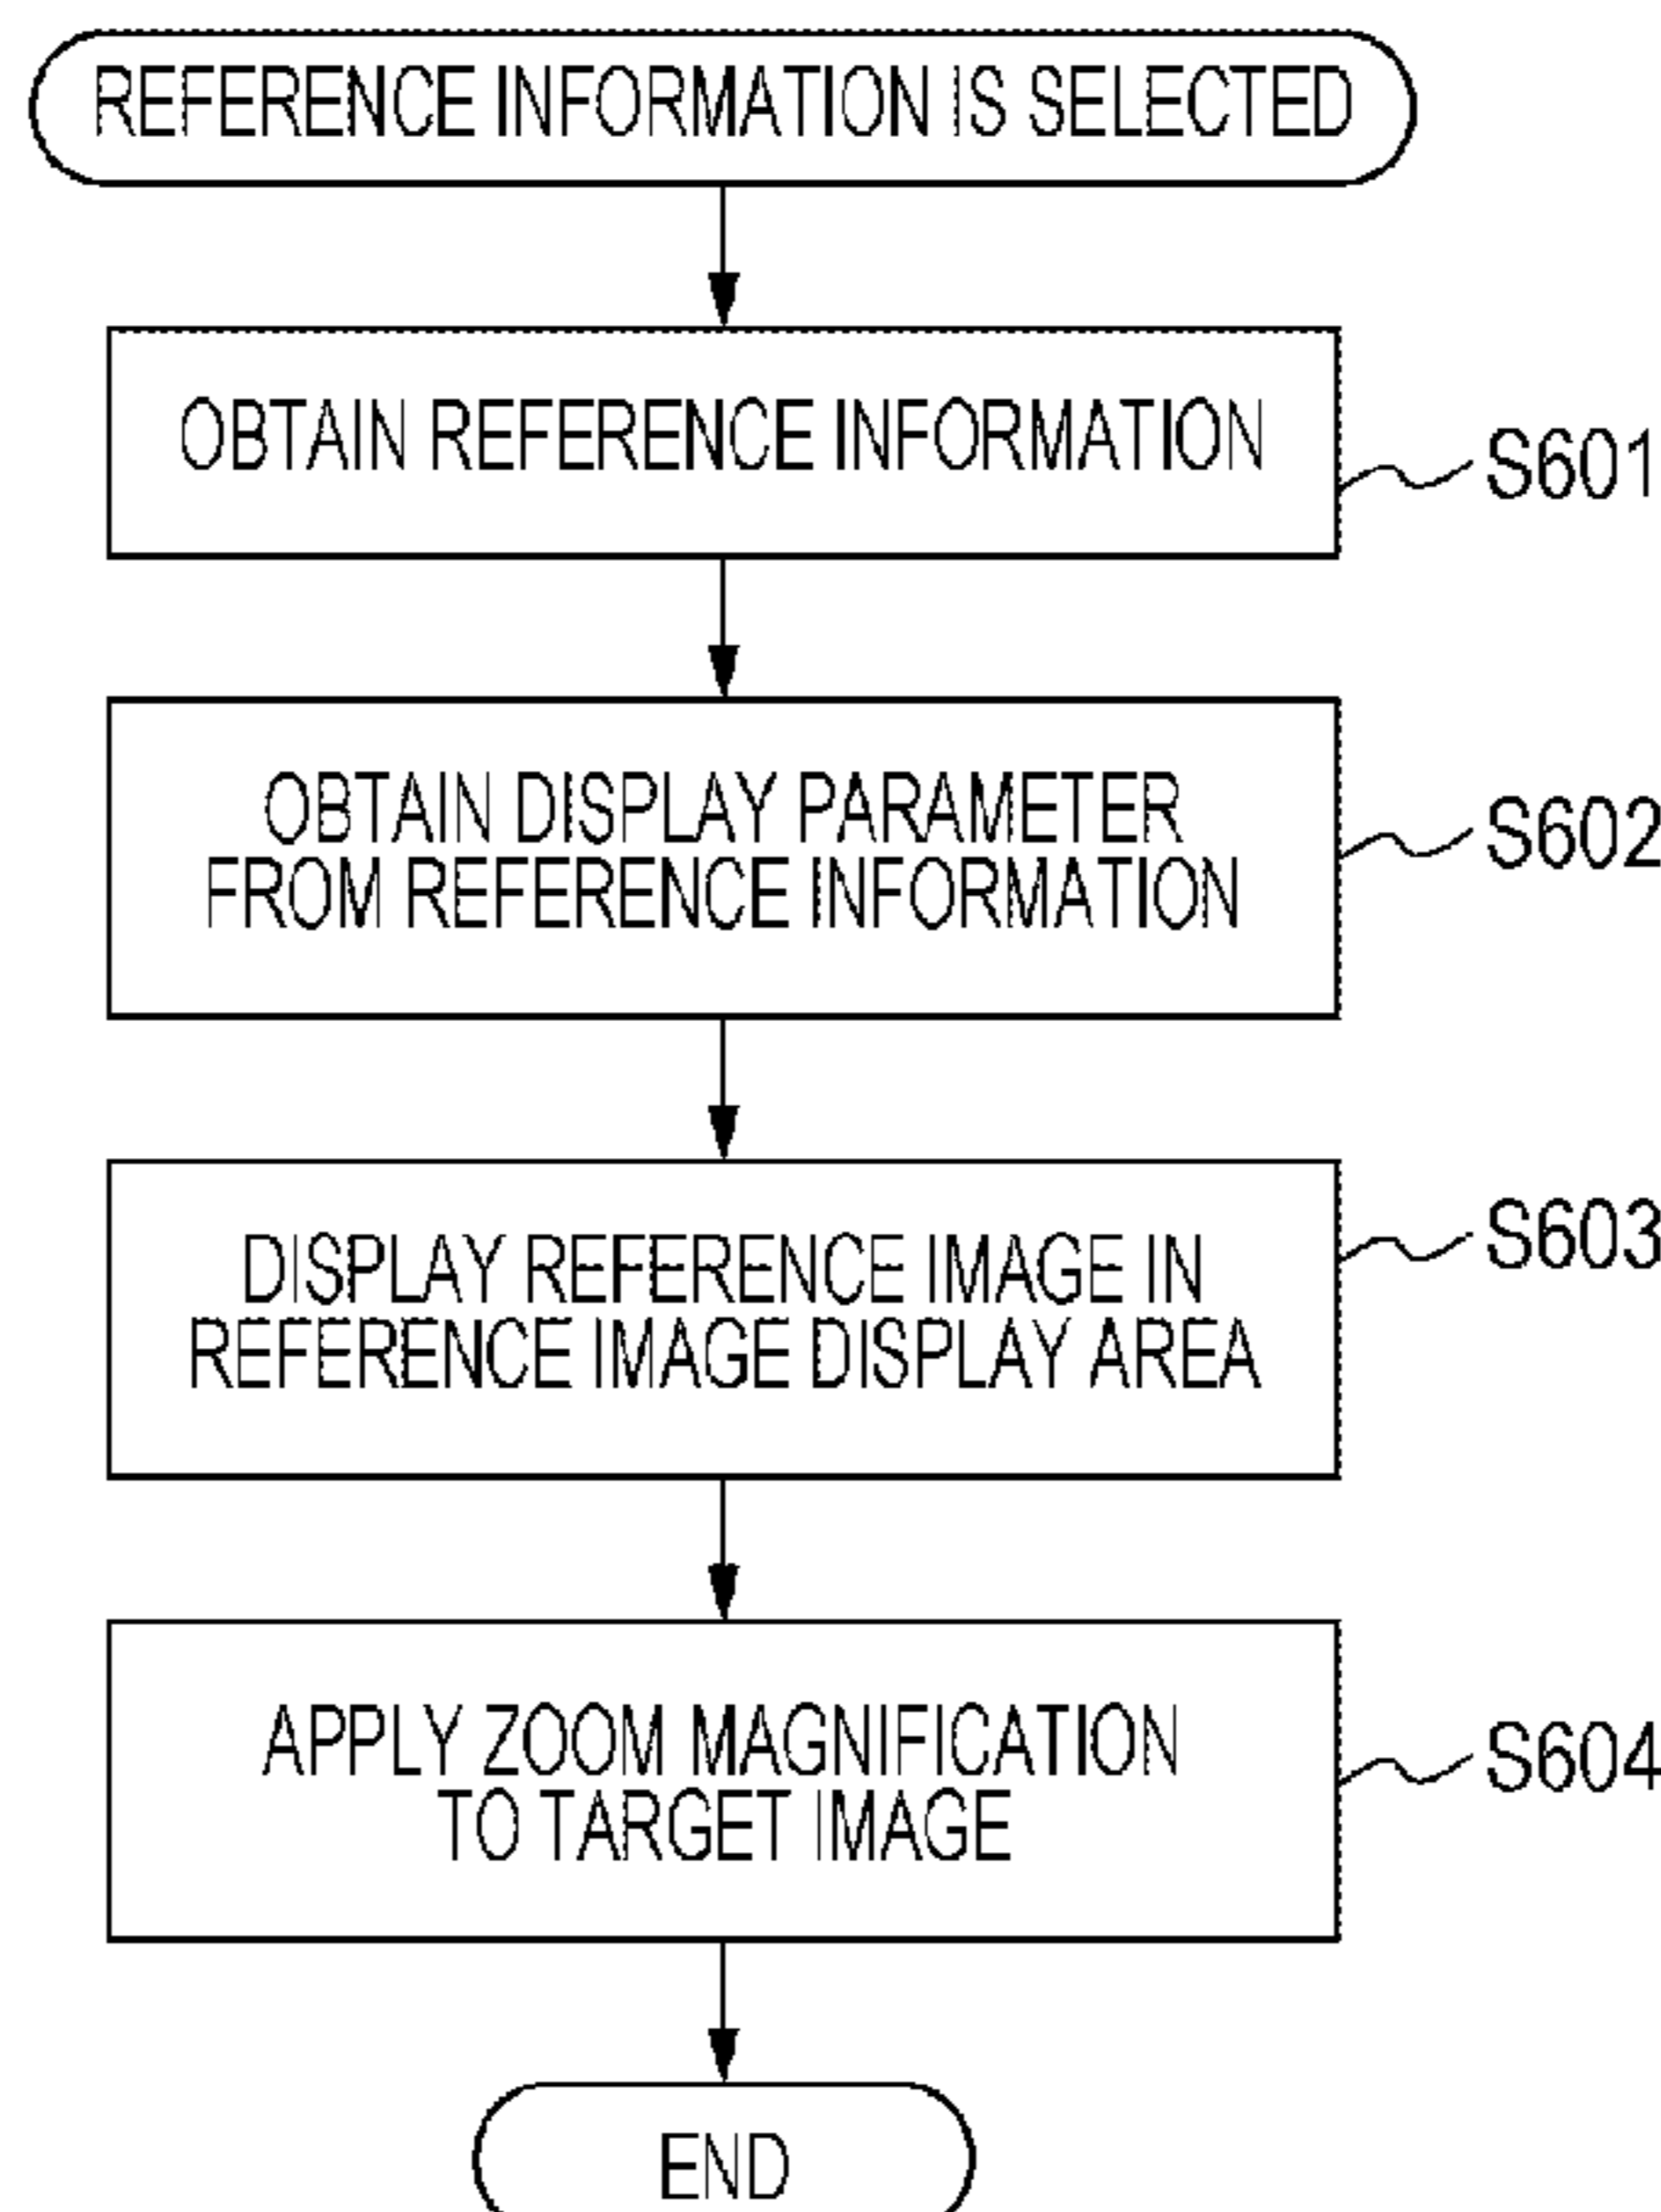 REFERENCE INFORMATION IS SELECTED
OBTAIN REFERENCE INFORMATION
S601
OBTAIN DISPLAY PARAMETER
FROM REFERENCE INFORMATION
S602
DISPLAY REFERENCE IMAGE IN
REFERENCE IMAGE DISPLAY AREA
S603
APPLY ZOOM MAGNIFICATION
TO TARGET IMAGE
S604
END